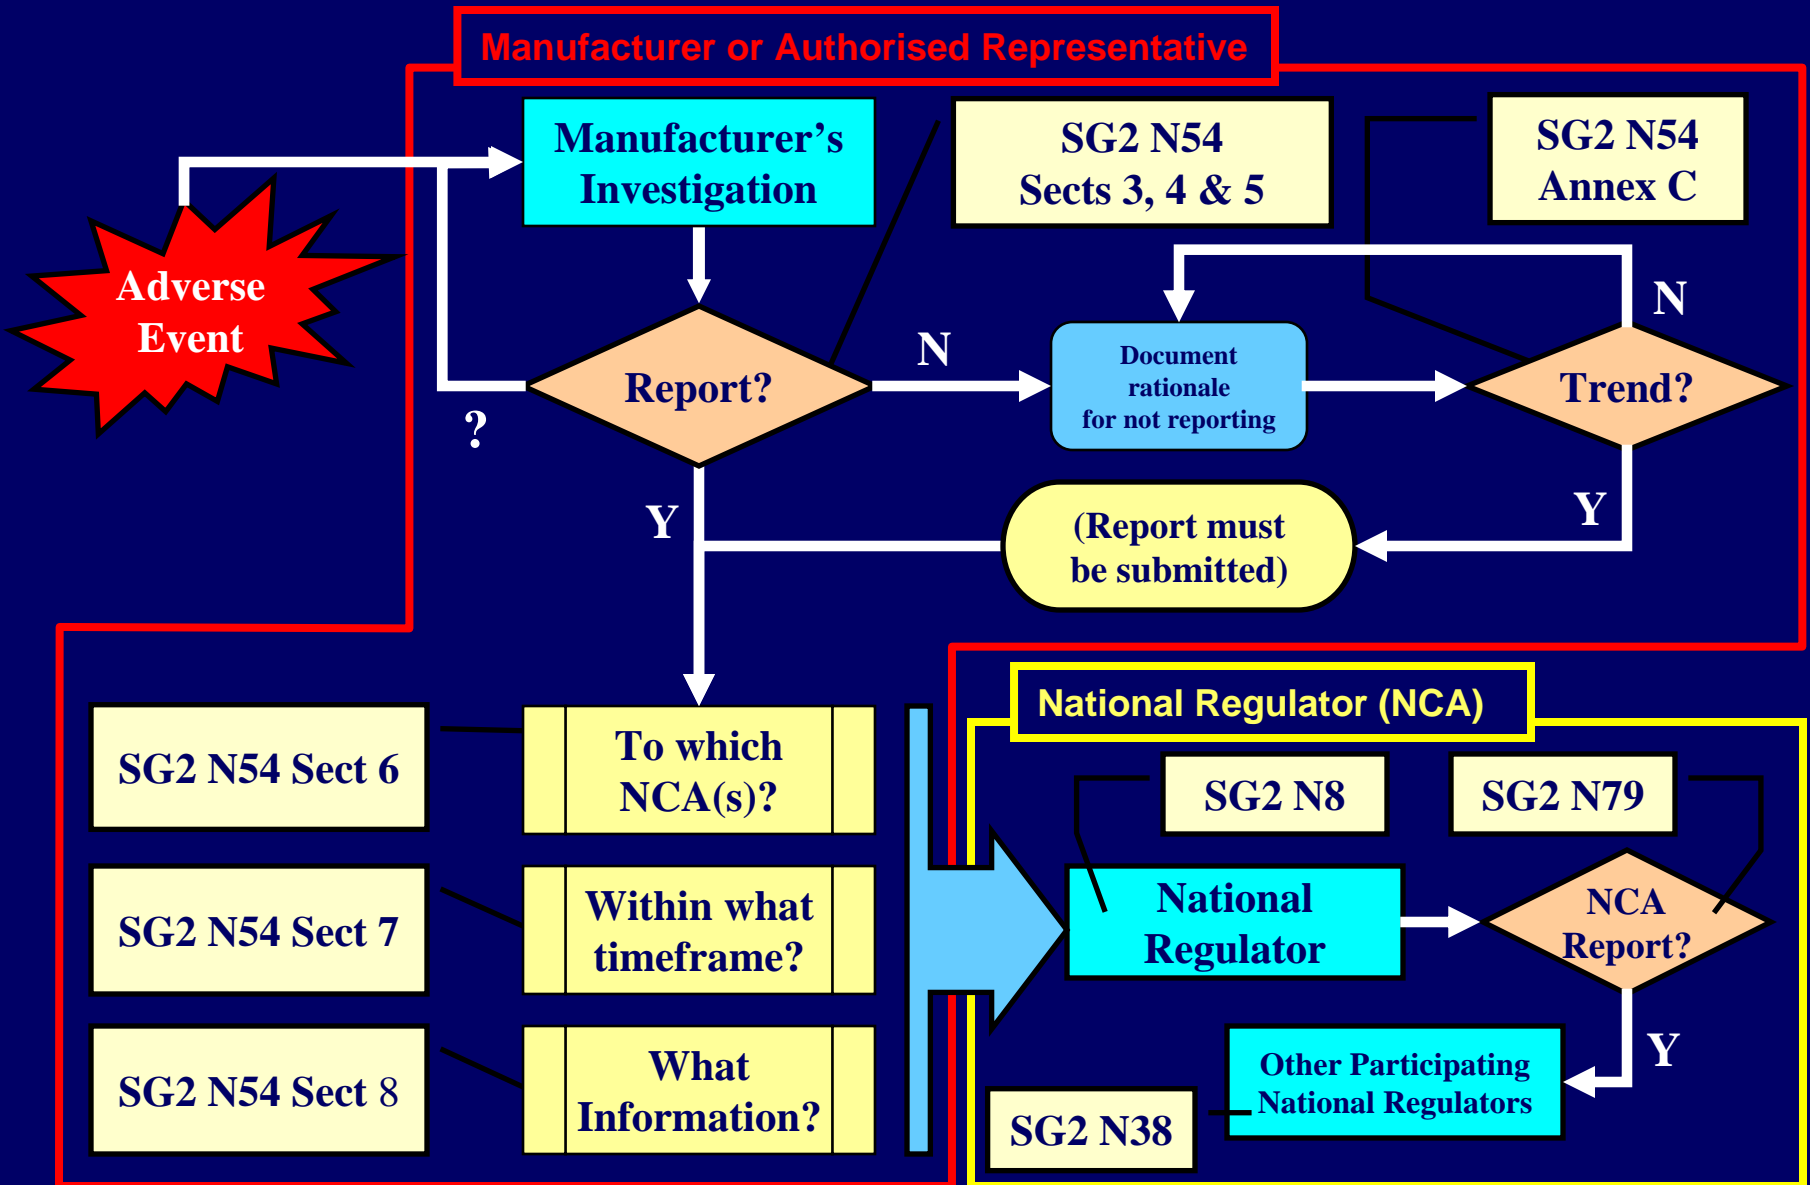 Manufacturer or Authorised Representative
Manufacturer's
Investigation
SG2 N54
Sects 3, 4 & 5
SG2 N54
Annex C
Adverse
Event
Report?
?
N
Document
rationale
for not reporting
Trend?
N
Y
Y
(Report must
be submitted)
SG2 N54 Sect 6
To which
NCA(s)?
SG2 N54 Sect 7
Within what
timeframe?
SG2 N54 Sect 8
What
Information?
National Regulator (NCA)
SG2 N8
SG2 N79
National
Regulator
NCA
Report?
Y
Other Participating
National Regulators
SG2 N38